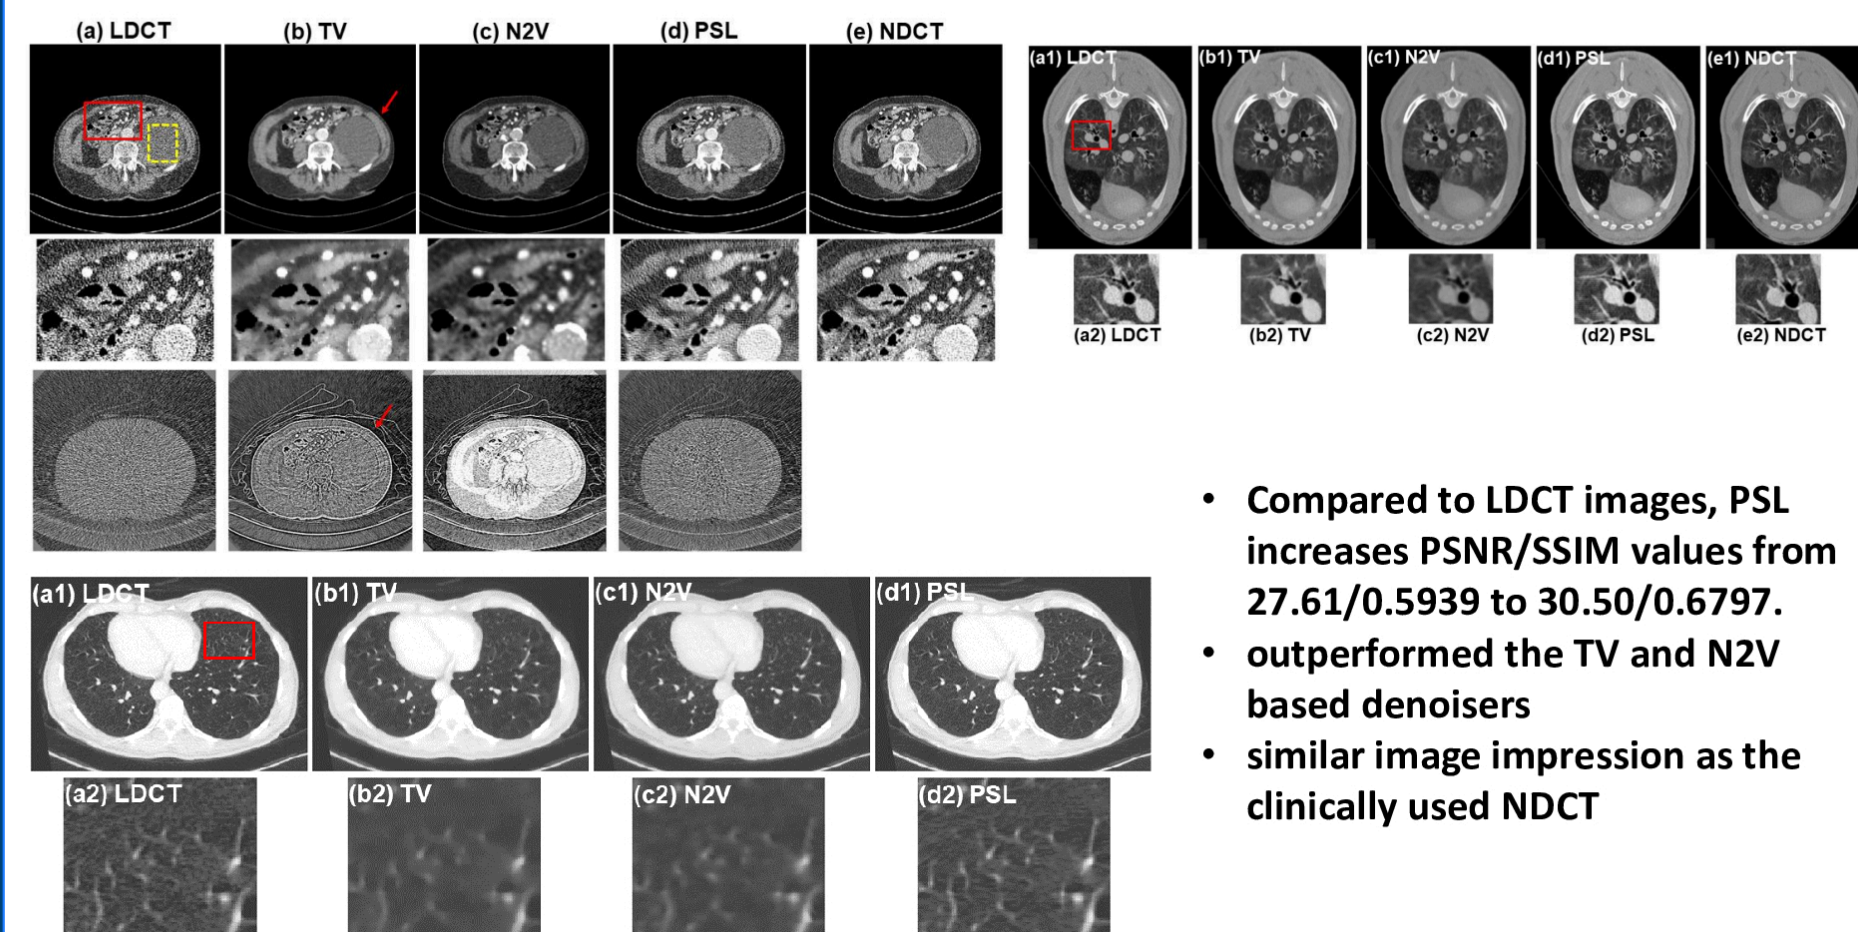 (a) LDCT
(b) TV
(c) N2V
(d) PSL
(e) NDCT
(a1) LDCT
(b1) TV
(c1) N2V
(d1) PSL
(e1) NDCT
(a2) LDCT
(b2) TV
(c2) N2V
(d2) PSL
(e2) NDCT
(a1) LDCT
(b1) TV
(c1) N2V
(d1) PSL
(a2) LDCT
(b2) TV
(c2) N2V
(d2) PSL
• Compared to LDCT images, PSL
increases PSNR/SSIM values from
27.61/0.5939 to 30.50/0.6797.
• outperformed the TV and N2V
based denoisers
• similar image impression as the
clinically used NDCT